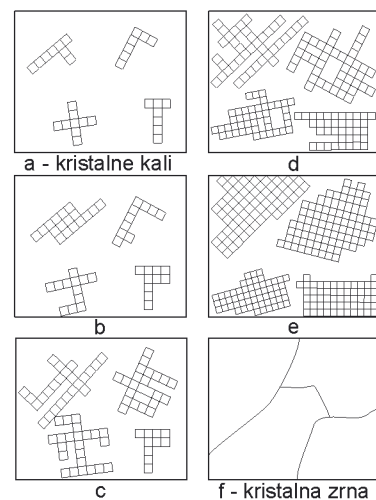 a - kristalne kali
d
b
e
c
f - kristalna zrna